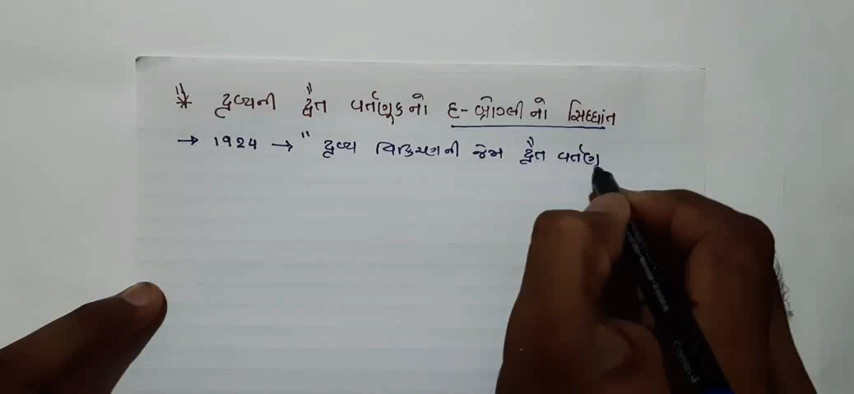 * દ્રવ્યની "દ્વૈત" વર્તણૂકનો દ-બ્રોગ્લીનો સિદ્ધાંત
→ 1924 → " દ્રવ્ય વિકિરણની જેમ દ્વૈત વર્તણૂ